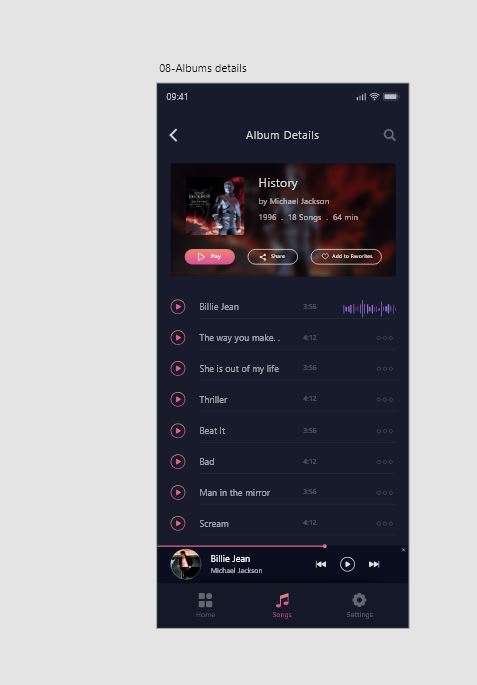 08-Albums details
09:41
Album Details
History
by Michael Jackson
1996 . 18 Songs . 64 min
Play Share Add to Favorites
Billie Jean 3:56
The way you make. . 4:12
She is out of my life 3:56
Thriller 4:12
Beat It 3:56
Bad 4:12
Man in the mirror 3:56
Scream 4:12
Billie Jean
Michael Jackson
Home Songs Settings